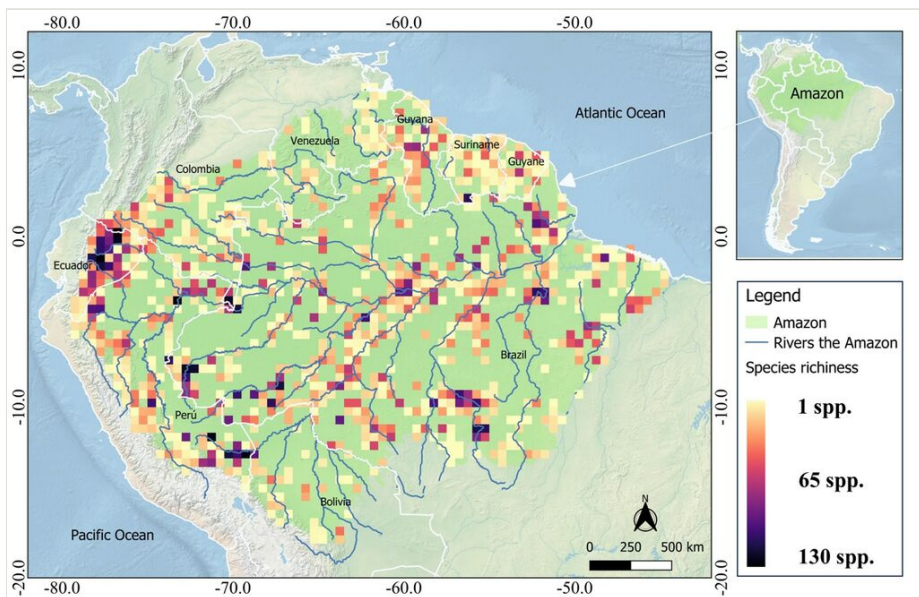 -80.0
-70.0
-60.0
-50.0
10.0
0.0
-10.0
-20.0
10.0
0.0
-10.0
-20.0
Atlantic Ocean
Guyana
Suriname
Guyane
Venezuela
Colombia
Ecuador
Brazil
Perú
Bolivia
Pacific Ocean
N
0 250 500 km
-80.0
-70.0
-60.0
-50.0
Amazon
Legend
Amazon
Rivers the Amazon
Species richiness
1 spp.
65 spp.
130 spp.